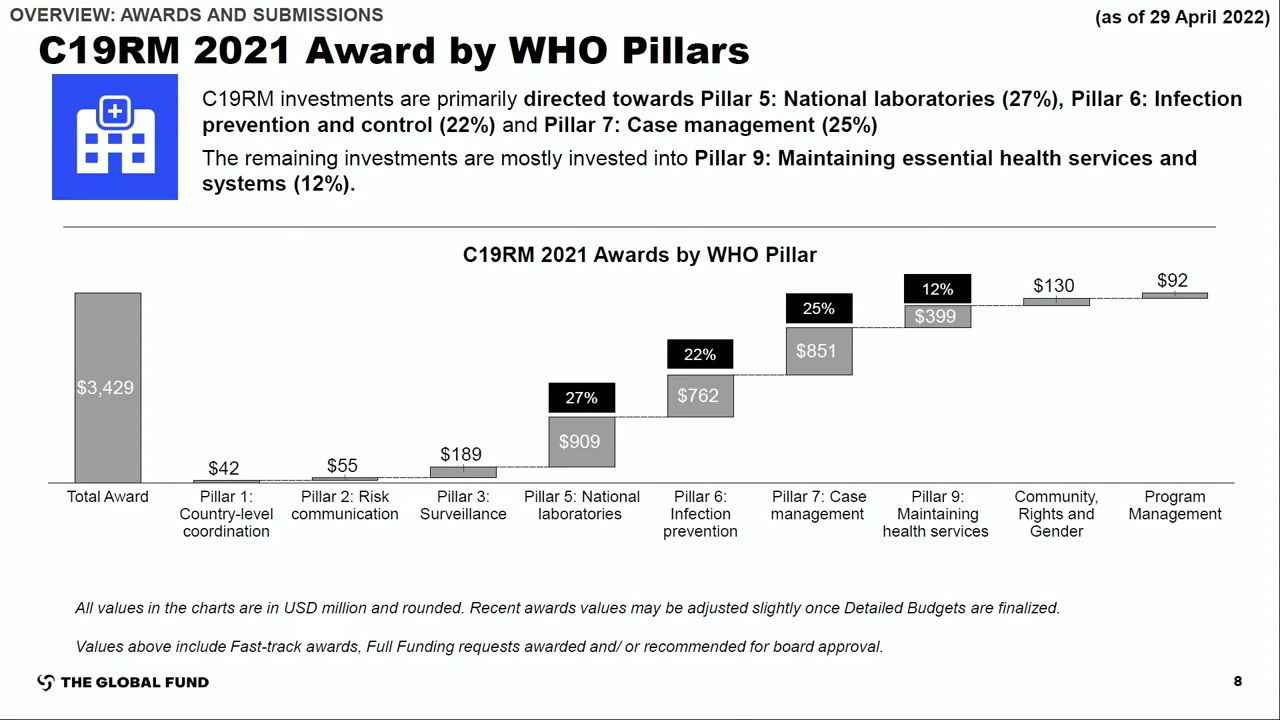 OVERVIEW: AWARDS AND SUBMISSIONS
(as of 29 April 2022)
C19RM 2021 Award by WHO Pillars
C19RM investments are primarily directed towards Pillar 5: National laboratories (27%), Pillar 6: Infection
prevention and control (22%) and Pillar 7: Case management (25%)
The remaining investments are mostly invested into Pillar 9: Maintaining essential health services and
systems (12%).
C19RM 2021 Awards by WHO Pillar
$3,429
$42
$55
$189
27%
$909
22%
$762
25%
$851
12%
$399
$130
$92
Total Award
Pillar 1:
Country-level
coordination
Pillar 2: Risk
communication
Pillar 3:
Surveillance
Pillar 5: National
laboratories
Pillar 6:
Infection
prevention
Pillar 7: Case
management
Pillar 9:
Maintaining
health services
Community,
Rights and
Gender
Program
Management
All values in the charts are in USD million and rounded. Recent awards values may be adjusted slightly once Detailed Budgets are finalized.
Values above include Fast-track awards, Full Funding requests awarded and/ or recommended for board approval.
THE GLOBAL FUND
8